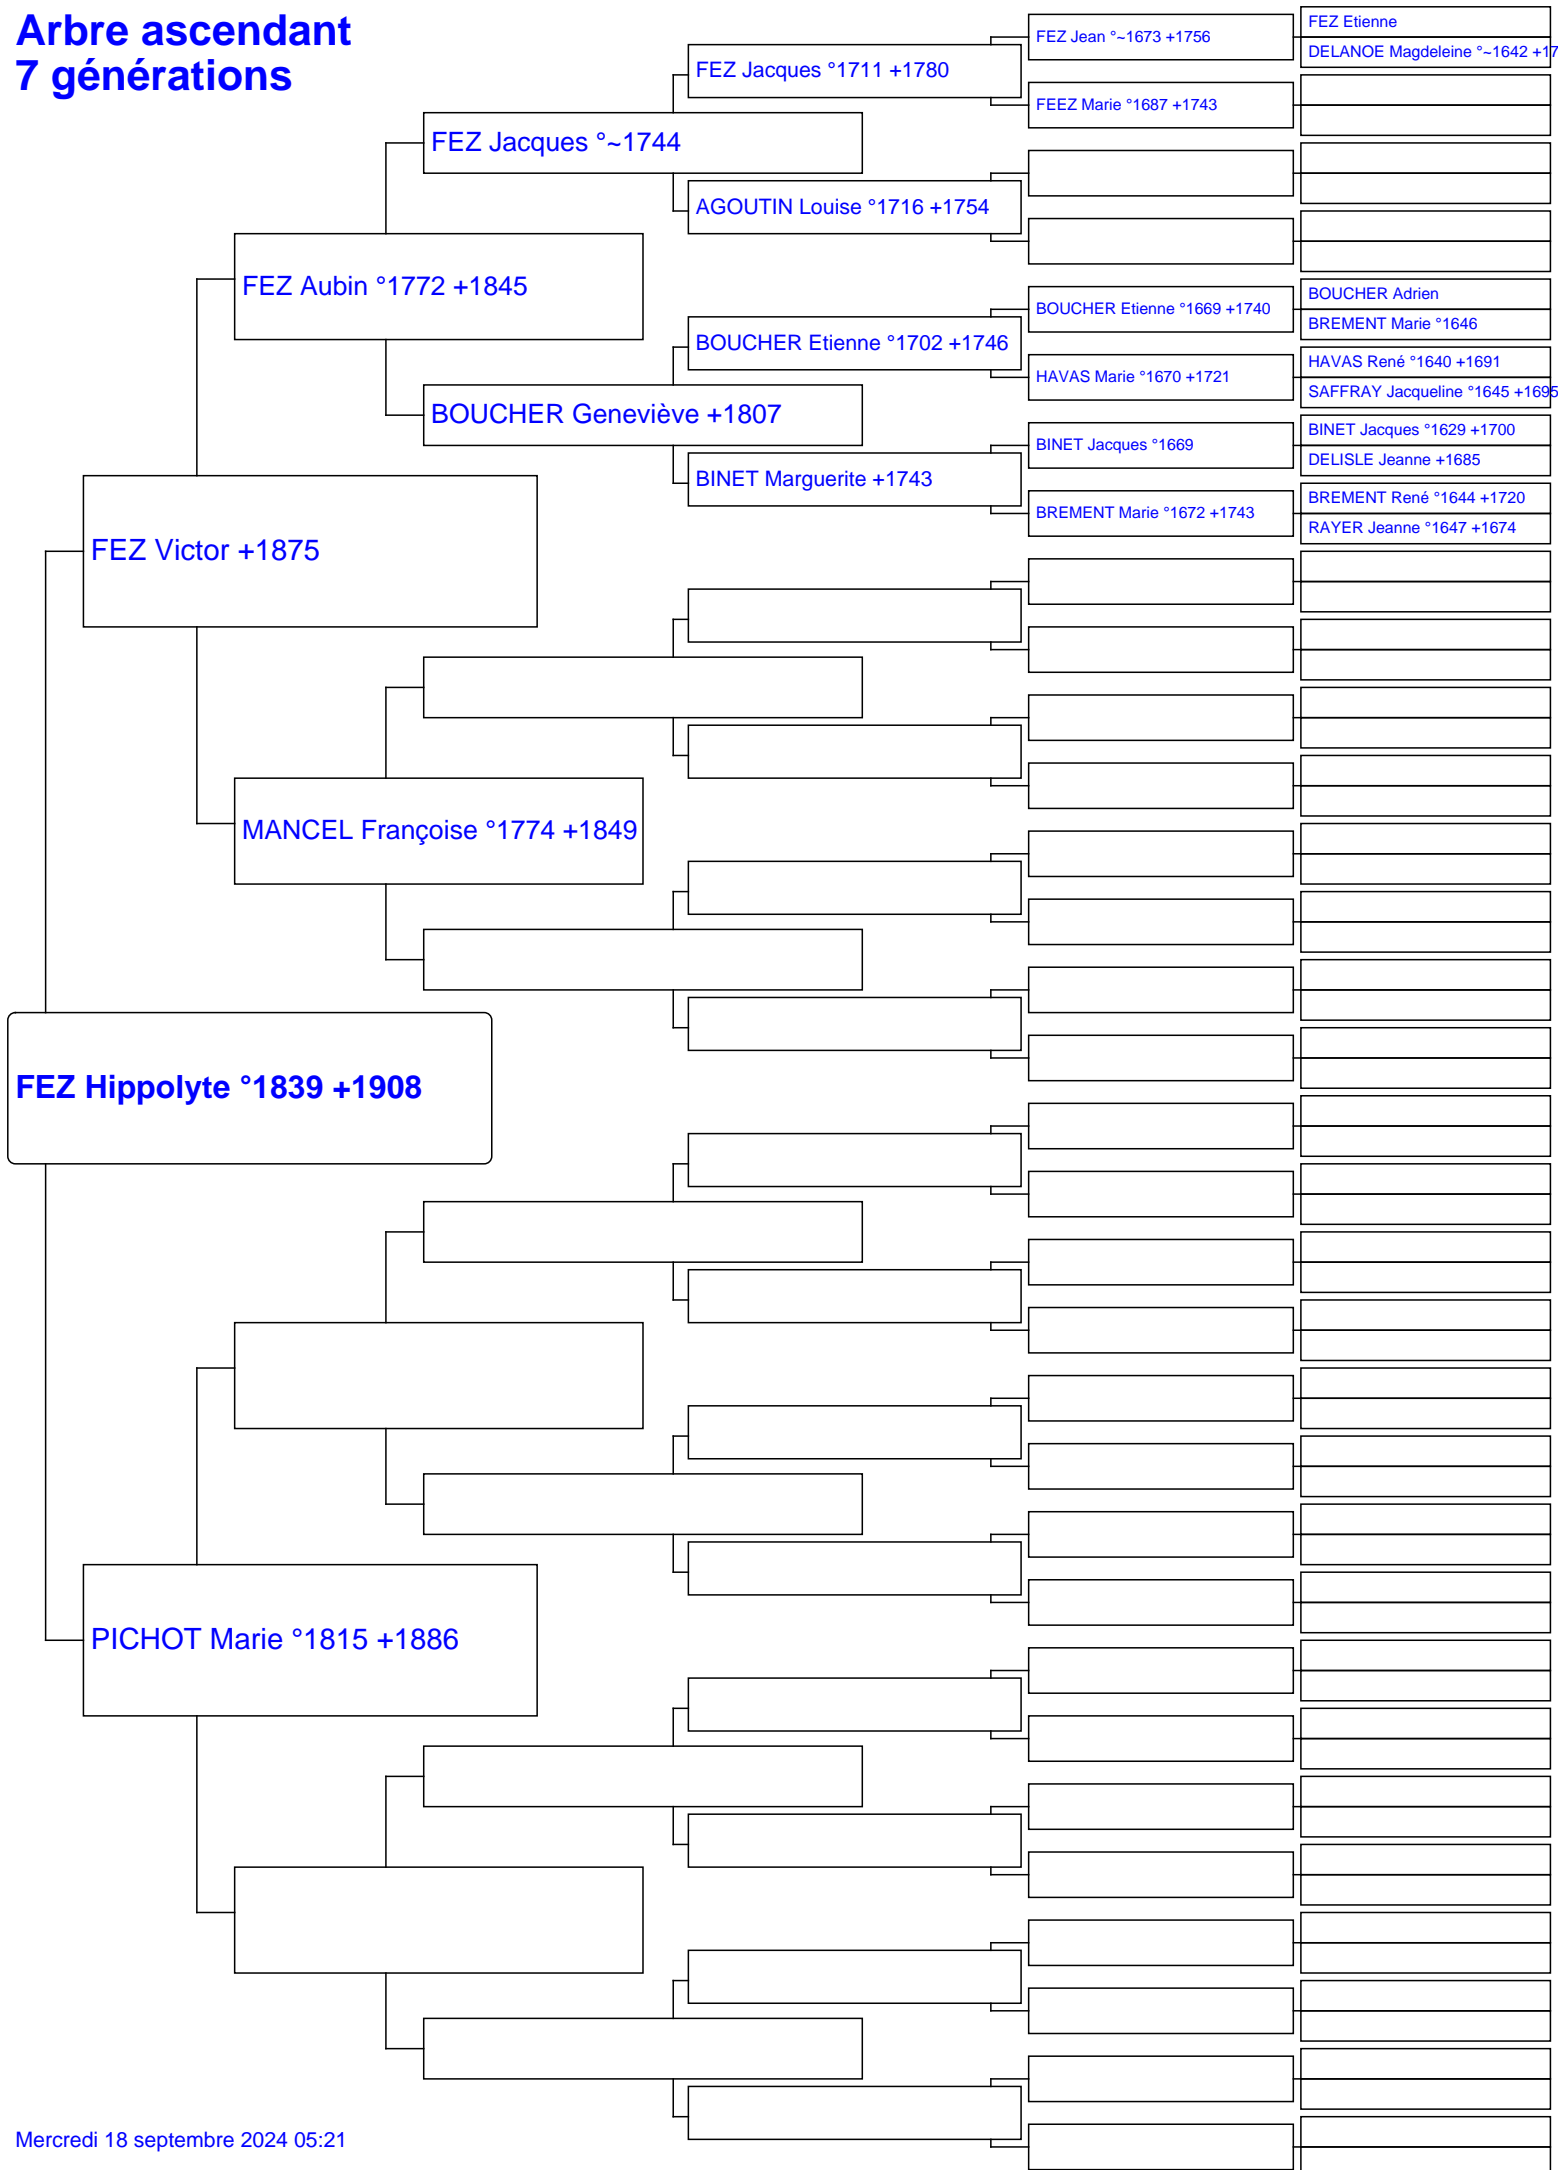 Arbre ascendant
7 générations
FEZ Hippolyte °1839 +1908
FEZ Victor +1875
PICHOT Marie °1815 +1886
FEZ Aubin °1772 +1845
MANCEL Françoise °1774 +1849
FEZ Jacques °~1744
BOUCHER Geneviève +1807
FEZ Jacques °1711 +1780
AGOUTIN Louise °1716 +1754
BOUCHER Etienne °1702 +1746
BINET Marguerite +1743
FEZ Jean °~1673 +1756
FEEZ Marie °1687 +1743
BOUCHER Etienne °1669 +1740
HAVAS Marie °1670 +1721
BINET Jacques °1669
BREMENT Marie °1672 +1743
FEZ Etienne
DELANOE Magdeleine °~1642 +17
BOUCHER Adrien
BREMENT Marie °1646
HAVAS René °1640 +1691
SAFFRAY Jacqueline °1645 +1695
BINET Jacques °1629 +1700
DELISLE Jeanne +1685
BREMENT René °1644 +1720
RAYER Jeanne °1647 +1674
Mercredi 18 septembre 2024 05:21